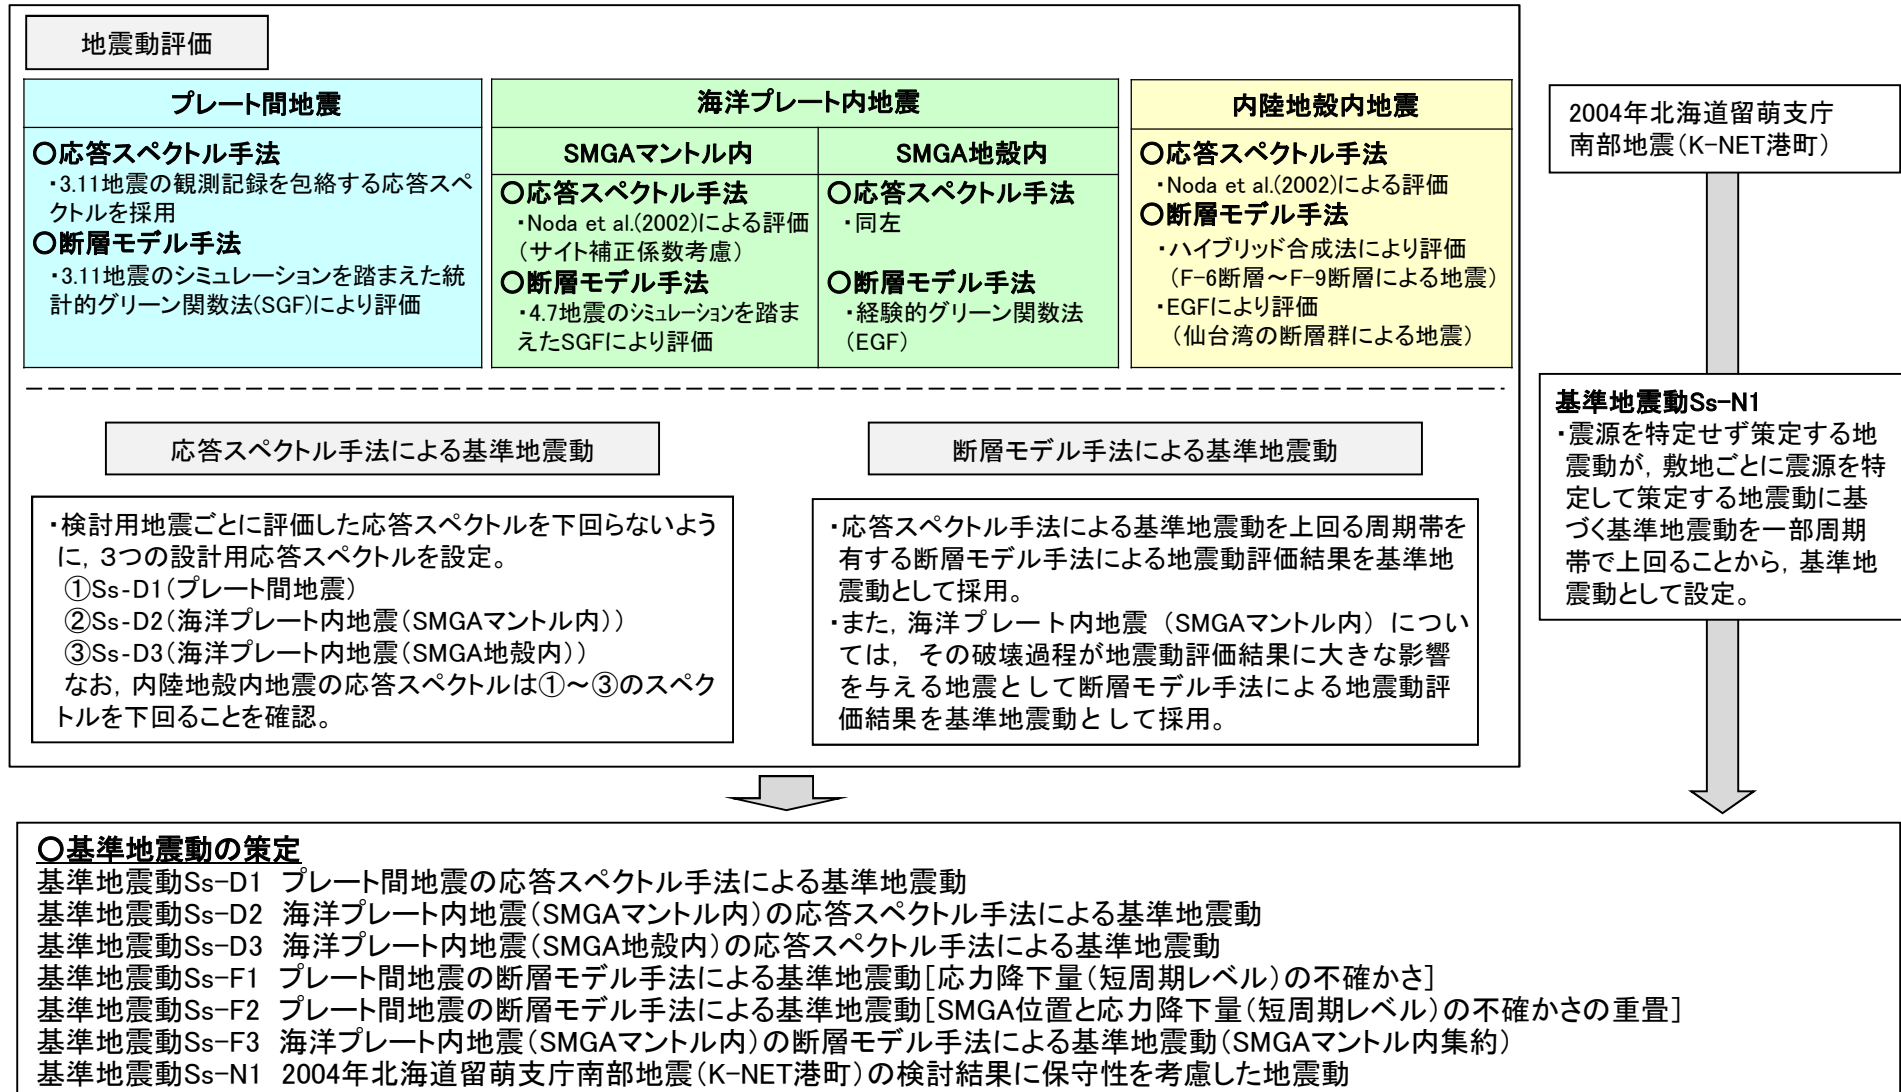 地震動評価
プレート間地震
○応答スペクトル手法
・3.11地震の観測記録を包絡する応答スペ
クトルを採用
○断層モデル手法
・3.11地震のシミュレーションを踏まえた統
計的グリーン関数法(SGF)により評価
海洋プレート内地震
SMGAマントル内
○応答スペクトル手法
・Noda et al.(2002)による評価
(サイト補正係数考慮)
○断層モデル手法
・4.7地震のシミュレーションを踏ま
えたSGFにより評価
SMGA地殻内
○応答スペクトル手法
・同左
○断層モデル手法
・経験的グリーン関数法
(EGF)
内陸地殻内地震
○応答スペクトル手法
・Noda et al.(2002)による評価
○断層モデル手法
・ハイブリッド合成法により評価
(F-6断層～F-9断層による地震)
・EGFにより評価
(仙台湾の断層群による地震)
2004年北海道留萌支庁
南部地震(K-NET港町)
基準地震動Ss-N1
・震源を特定せず策定する地
震動が，敷地ごとに震源を特
定して策定する地震動に基
づく基準地震動を一部周期
帯で上回ることから，基準地
震動として設定。
応答スペクトル手法による基準地震動
・検討用地震ごとに評価した応答スペクトルを下回らないよう
に，３つの設計用応答スペクトルを設定。
①Ss-D1(プレート間地震)
②Ss-D2(海洋プレート内地震(SMGAマントル内))
③Ss-D3(海洋プレート内地震(SMGA地殻内))
なお，内陸地殻内地震の応答スペクトルは①～③のスペク
トルを下回ることを確認。
断層モデル手法による基準地震動
・応答スペクトル手法による基準地震動を上回る周期帯を
有する断層モデル手法による地震動評価結果を基準地
震動として採用。
・また，海洋プレート内地震（SMGAマントル内）につい
ては，その破壊過程が地震動評価結果に大きな影響
を与える地震として断層モデル手法による地震動評
価結果を基準地震動として採用。
○基準地震動の策定
基準地震動Ss-D1 プレート間地震の応答スペクトル手法による基準地震動
基準地震動Ss-D2 海洋プレート内地震(SMGAマントル内)の応答スペクトル手法による基準地震動
基準地震動Ss-D3 海洋プレート内地震(SMGA地殻内)の応答スペクトル手法による基準地震動
基準地震動Ss-F1 プレート間地震の断層モデル手法による基準地震動[応力降下量(短周期レベル)の不確かさ]
基準地震動Ss-F2 プレート間地震の断層モデル手法による基準地震動[SMGA位置と応力降下量(短周期レベル)の不確かさの重畳]
基準地震動Ss-F3 海洋プレート内地震(SMGAマントル内)の断層モデル手法による基準地震動(SMGAマントル内集約)
基準地震動Ss-N1 2004年北海道留萌支庁南部地震(K-NET港町)の検討結果に保守性を考慮した地震動